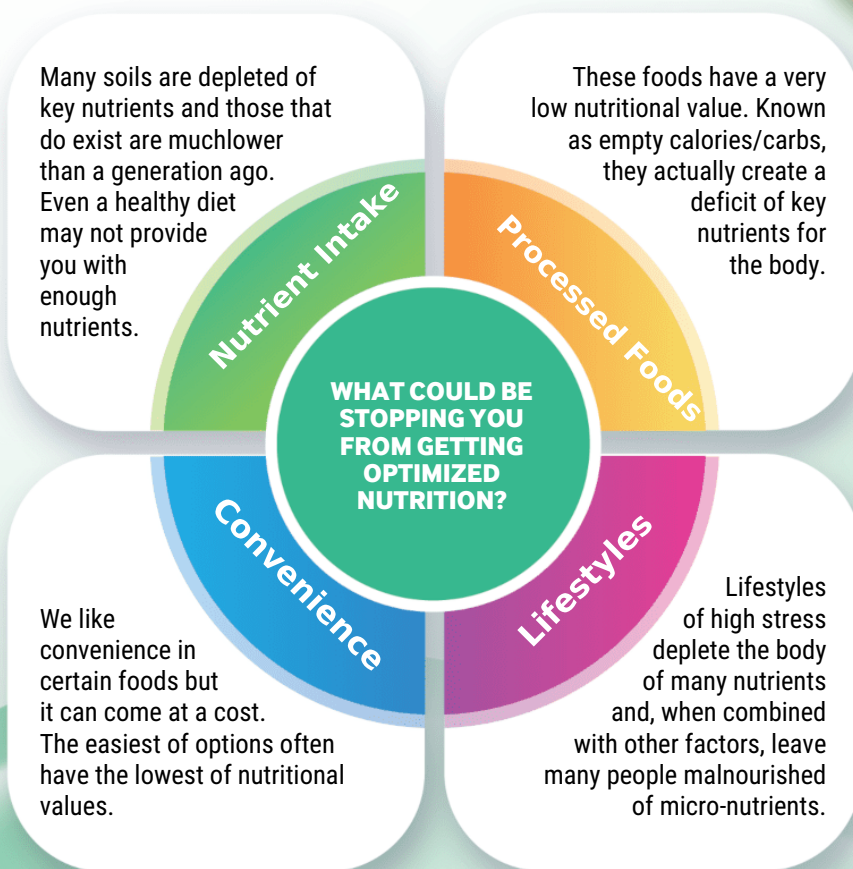 Many soils are depleted of
key nutrients and those that
do exist are muchlower
than a generation ago.
Even a healthy diet
may not provide
you with
enough
nutrients.
Nutrient Intake
These foods have a very
low nutritional value. Known
as empty calories/carbs,
they actually create a
deficit of key
nutrients for
the body.
Processed Foods
WHAT COULD BE
STOPPING YOU
FROM GETTING
OPTIMIZED
NUTRITION?
Convenience
We like
convenience in
certain foods but
it can come at a cost.
The easiest of options often
have the lowest of nutritional
values.
Lifestyles
Lifestyles
of high stress
deplete the body
of many nutrients
and, when combined
with other factors, leave
many people malnourished
of micro-nutrients.